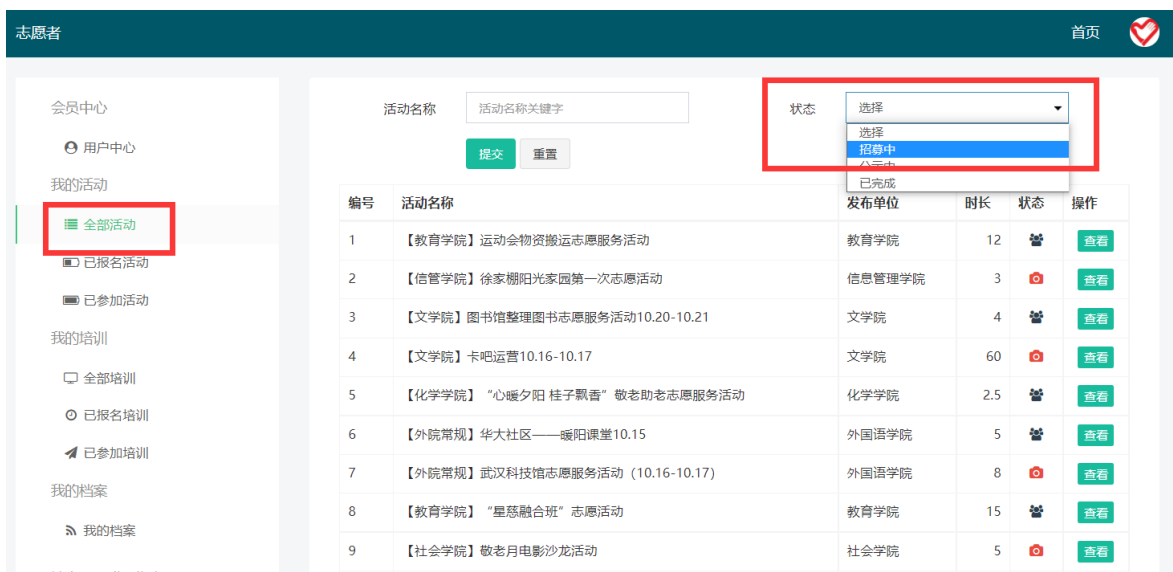 志愿者
首页
会员中心
用户中心
我的活动
全部活动
已报名活动
已参加活动
我的培训
全部培训
已报名培训
已参加培训
我的档案
我的档案
活动名称 活动名称关键字 状态 选择
选择
招募中
公示中
已完成
提交 重置
编号 活动名称 发布单位 时长 状态 操作
1 【教育学院】运动会物资搬运志愿服务活动 教育学院 12 查看
2 【信管学院】徐家棚阳光家园第一次志愿活动 信息管理学院 3 查看
3 【文学院】图书馆整理图书志愿服务活动10.20-10.21 文学院 4 查看
4 【文学院】卡吧运营10.16-10.17 文学院 60 查看
5 【化学学院】“心暖夕阳 桂子飘香”敬老助老志愿服务活动 化学学院 2.5 查看
6 【外院常规】华大社区——暖阳课堂10.15 外国语学院 5 查看
7 【外院常规】武汉科技馆志愿服务活动（10.16-10.17） 外国语学院 8 查看
8 【教育学院】“星慈融合班”志愿活动 教育学院 15 查看
9 【社会学院】敬老月电影沙龙活动 社会学院 5 查看